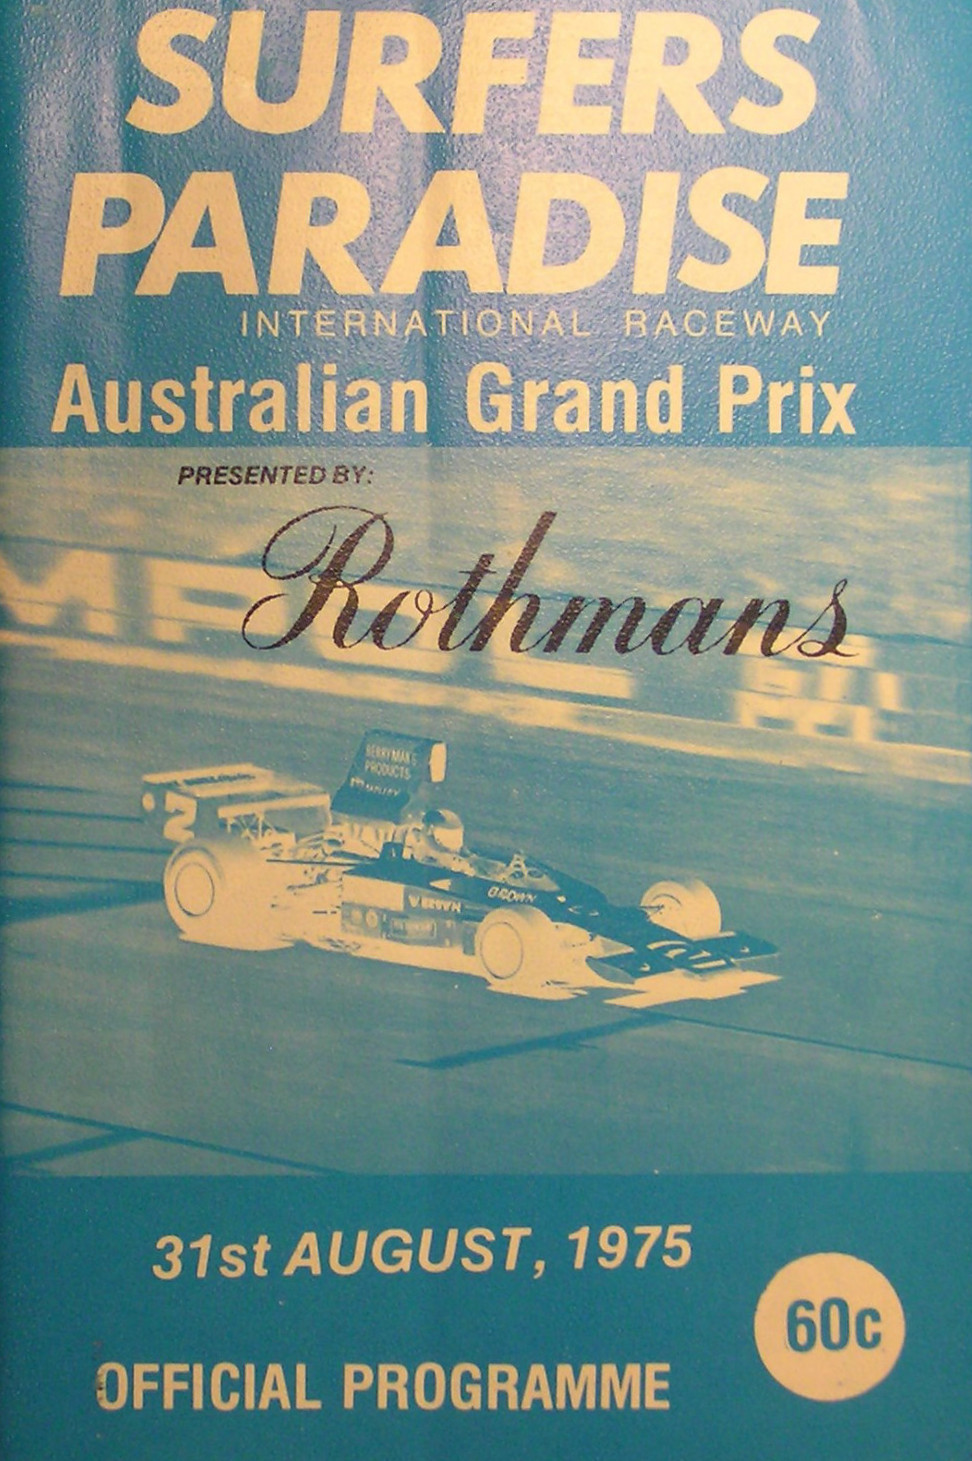 SURFERS
PARADISE
INTERNATIONAL RACEWAY
Australian Grand Prix
PRESENTED BY:
Rothmans
BERRYMAN'S
PRODUCTS
2
BROWN
31st AUGUST, 1975
60c
OFFICIAL PROGRAMME